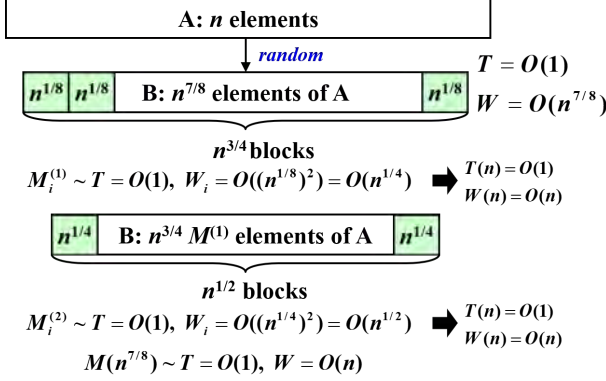 A: n elements
random
T = O(1)
n^{1/8} n^{1/8} B: n^{7/8} elements of A n^{1/8}
W = O(n^{7/8})
n^{3/4} blocks
M_i^{(1)} ~ T = O(1), W_i = O((n^{1/8})^2) = O(n^{1/4})
T(n) = O(1)
W(n) = O(n)
n^{1/4} B: n^{3/4} M^{(1)} elements of A n^{1/4}
n^{1/2} blocks
M_i^{(2)} ~ T = O(1), W_i = O((n^{1/4})^2) = O(n^{1/2})
T(n) = O(1)
W(n) = O(n)
M(n^{7/8}) ~ T = O(1), W = O(n)